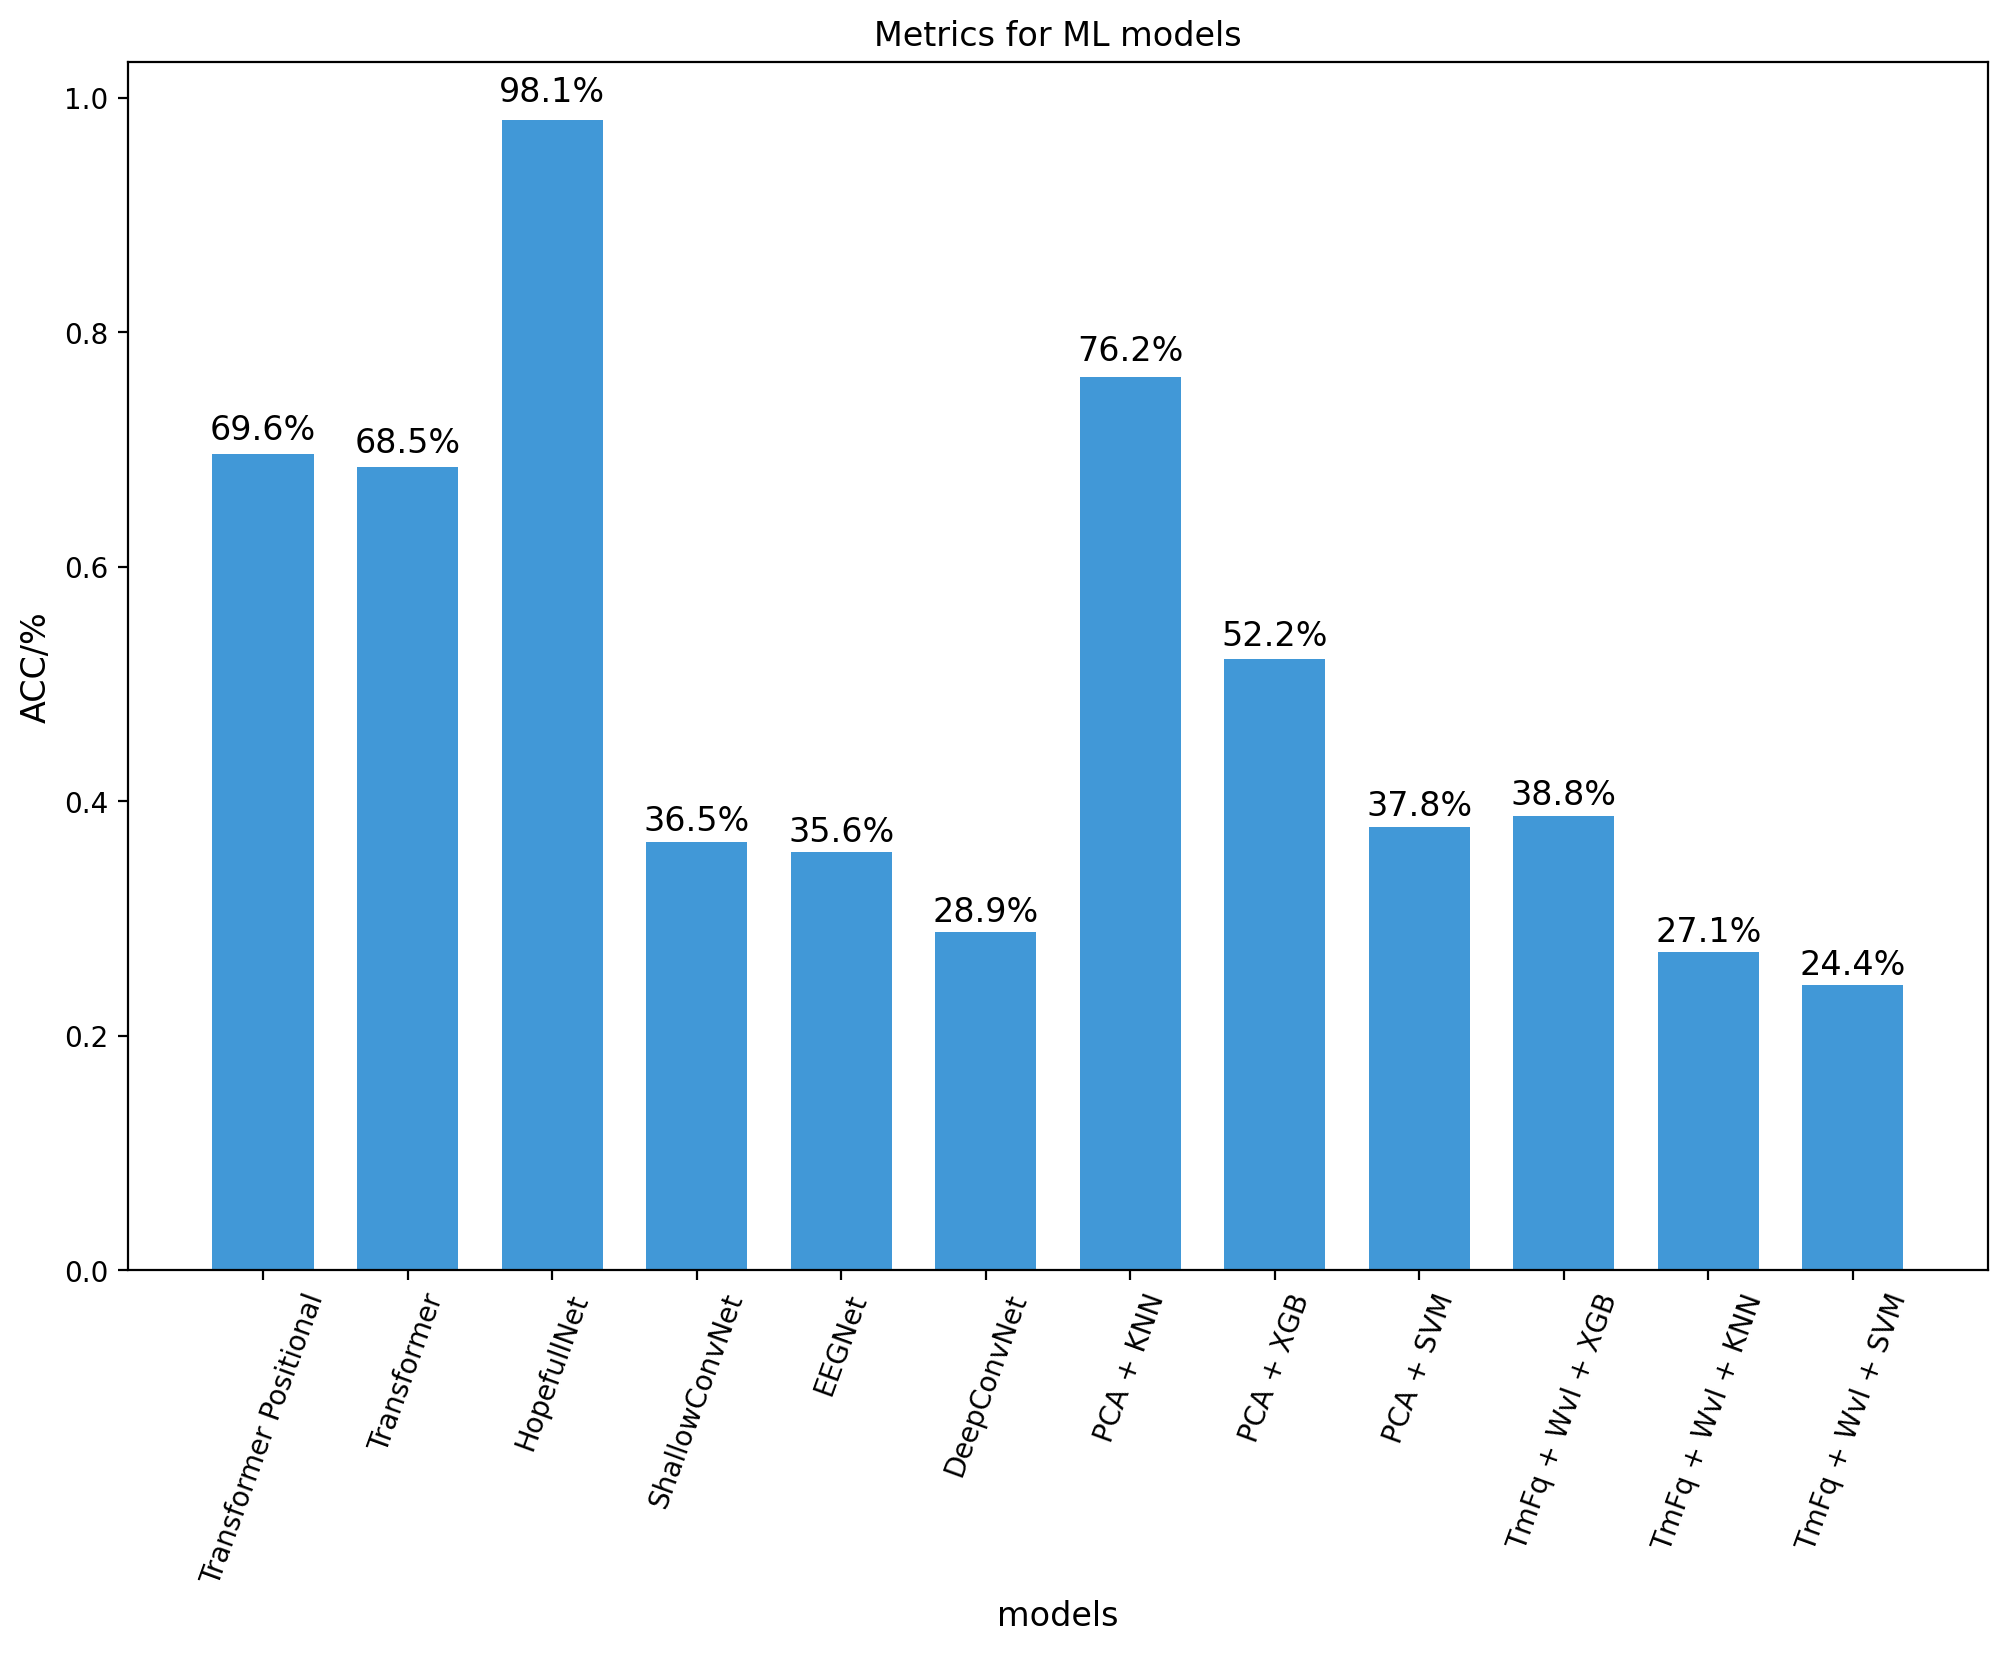 Metrics for ML models
ACC/%
1.0
0.8
0.6
0.4
0.2
0.0
69.6%
68.5%
98.1%
36.5%
35.6%
28.9%
76.2%
52.2%
37.8%
38.8%
27.1%
24.4%
Transformer Positional
Transformer
HopefullNet
ShallowConvNet
EEGNet
DeepConvNet
PCA + KNN
PCA + XGB
PCA + SVM
TmFq + Wvl + XGB
TmFq + Wvl + KNN
TmFq + Wvl + SVM
models